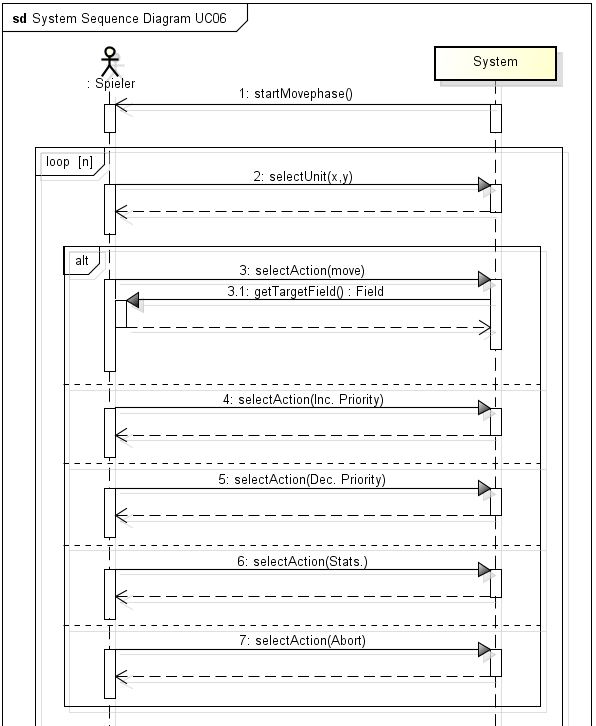 sd System Sequence Diagram UC06
: Spieler
System
1: startMovephase()
loop [n]
2: selectUnit(x,y)
alt
3: selectAction(move)
3.1: getTargetField() : Field
4: selectAction(Inc. Priority)
5: selectAction(Dec. Priority)
6: selectAction(Stats.)
7: selectAction(Abort)